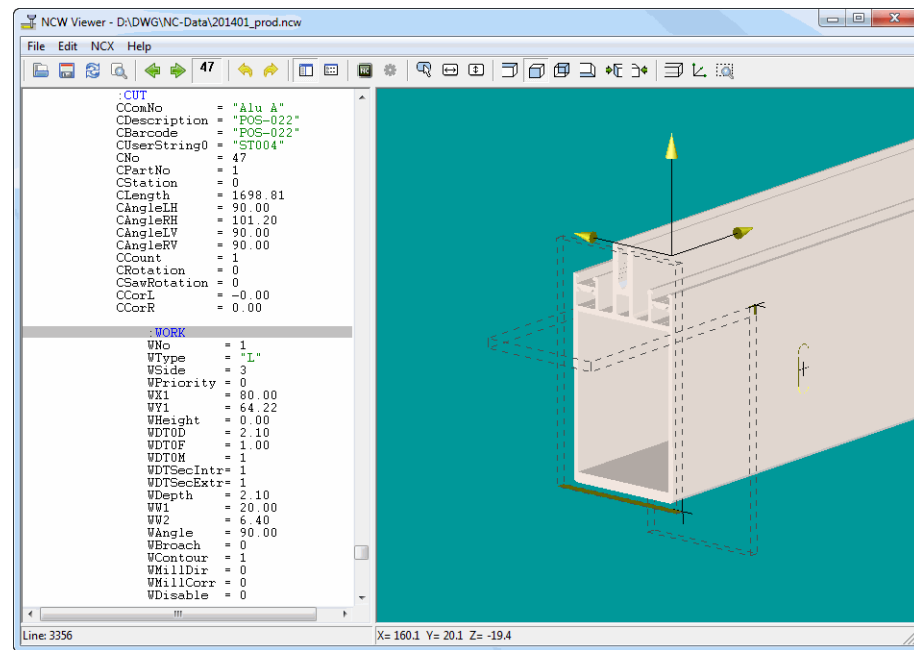 NCW Viewer - D:\DWG\NC-Data\201401_prod.ncw
File Edit NCX Help
47
:CUT
CComNo = "Alu A"
CDescription = "POS-022"
CBarcode = "POS-022"
CUserString0 = "ST004"
CNo = 47
CPartNo = 1
CStation = 0
CLength = 1698.81
CAngleLH = 90.00
CAngleRH = 101.20
CAngleLV = 90.00
CAngleRV = 90.00
CCount = 1
CRotation = 0
CSawRotation = 0
CCorL = -0.00
CCorR = 0.00
:WORK
WNo = 1
WType = "L"
WSide = 3
WPriority = 0
WX1 = 80.00
WY1 = 64.22
WHeight = 0.00
WDT0D = 2.10
WDT0F = 1.00
WDT0M = 1
WDTSecIntr= 1
WDTSecExtr= 1
WDepth = 2.10
WW1 = 20.00
WW2 = 6.40
WAngle = 90.00
WBroach = 0
WContour = 1
WMillDir = 0
WMillCorr = 0
WDisable = 0
Line: 3356
X= 160.1 Y= 20.1 Z= -19.4